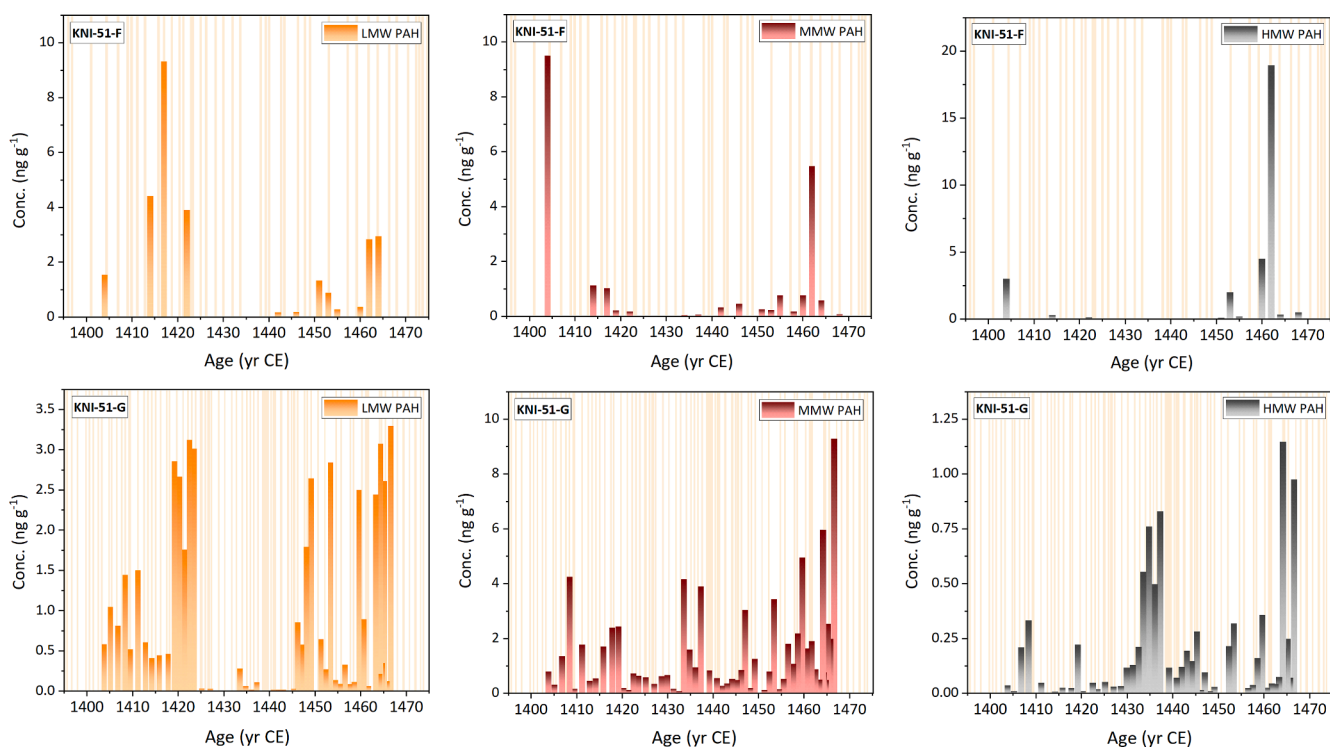 KNI-51-F
LMW PAH
10
8
6
4
2
0
Conc. (ng g⁻¹)
1400 1410 1420 1430 1440 1450 1460 1470
Age (yr CE)
KNI-51-F
MMW PAH
10
8
6
4
2
0
Conc. (ng g⁻¹)
1400 1410 1420 1430 1440 1450 1460 1470
Age (yr CE)
KNI-51-F
HMW PAH
20
15
10
5
0
Conc. (ng g⁻¹)
1400 1410 1420 1430 1440 1450 1460 1470
Age (yr CE)
KNI-51-G
LMW PAH
3.5
3.0
2.5
2.0
1.5
1.0
0.5
0.0
Conc. (ng g⁻¹)
1400 1410 1420 1430 1440 1450 1460 1470
Age (yr CE)
KNI-51-G
MMW PAH
10
8
6
4
2
0
Conc. (ng g⁻¹)
1400 1410 1420 1430 1440 1450 1460 1470
Age (yr CE)
KNI-51-G
HMW PAH
1.25
1.00
0.75
0.50
0.25
0.00
Conc. (ng g⁻¹)
1400 1410 1420 1430 1440 1450 1460 1470
Age (yr CE)